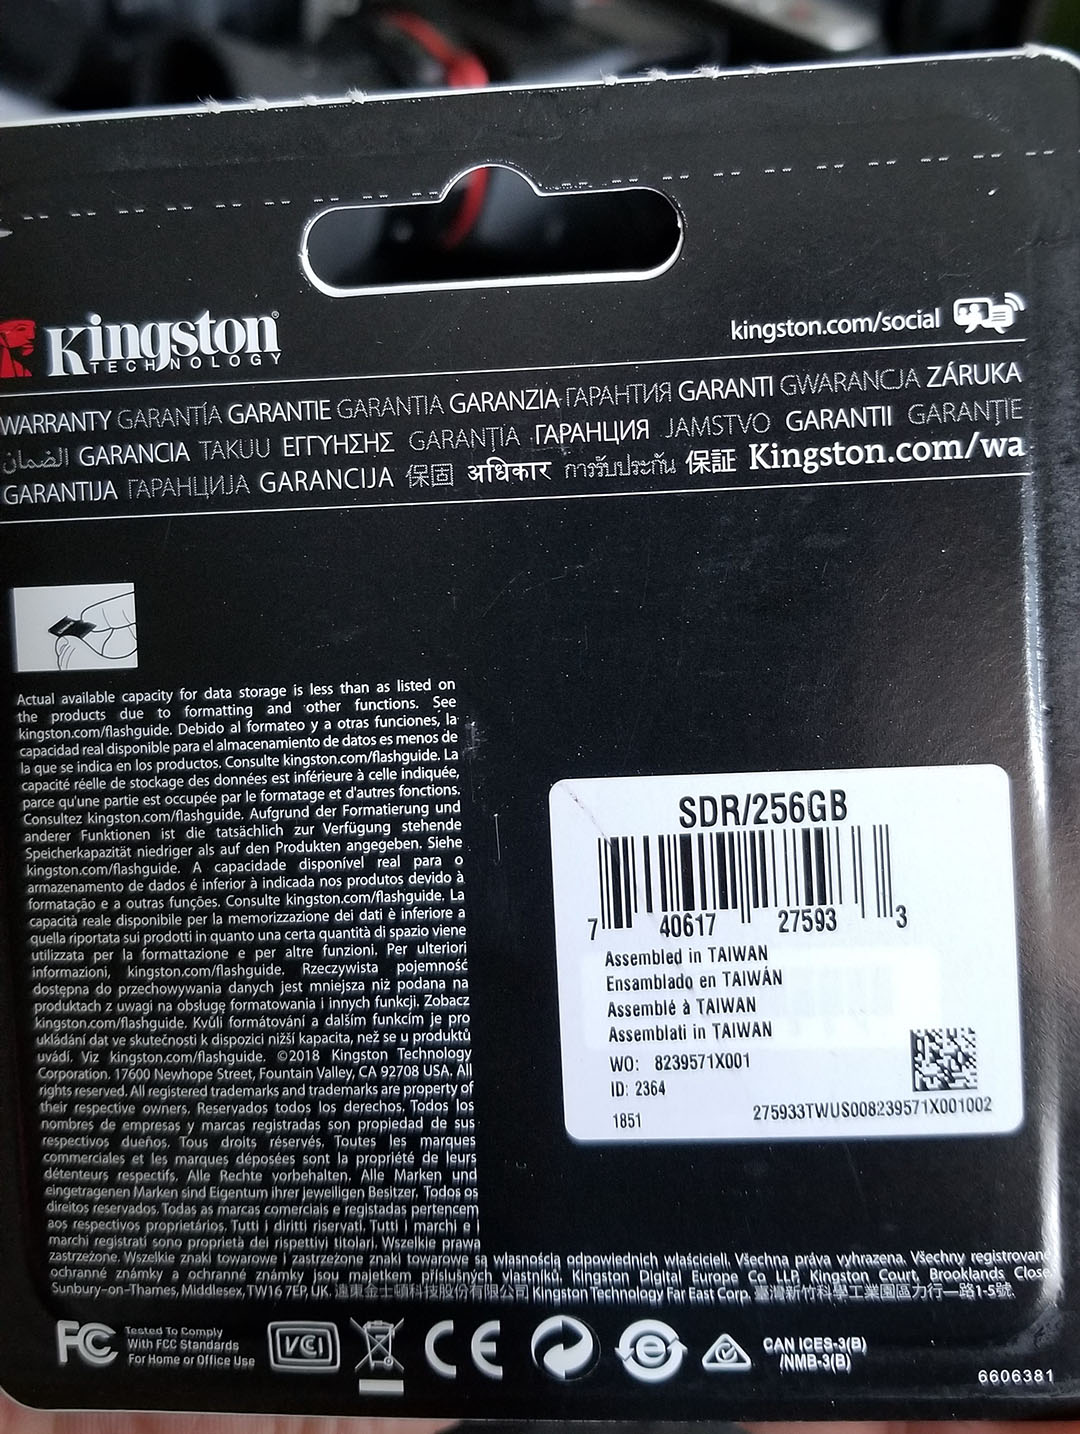 Kingston®
TECHNOLOGY
kingston.com/social
WARRANTY GARANTÍA GARANTIE GARANTIA GARANZIA ГАРАНТИЯ GARANTI GWARANCJA ZÁRUKA
الضمان GARANCIA TAKUU ΕΓΓΥΗΣΗΣ GARANȚIA ГАРАНЦИЯ JAMSTVO GARANTII GARANȚIE
GARANTIJA ГАРАНЦИЈА GARANCIJA 保固 अधिकार การรับประกัน 保証 Kingston.com/wa
Actual available capacity for data storage is less than as listed on
the products due to formatting and other functions. See
kingston.com/flashguide. Debido al formateo y a otras funciones, la
capacidad real disponible para el almacenamiento de datos es menos de
la que se indica en los productos. Consulte kingston.com/flashguide. La
capacité réelle de stockage des données est inférieure à celle indiquée,
parce qu'une partie est occupée par le formatage et d'autres fonctions.
Consultez kingston.com/flashguide. Aufgrund der Formatierung und
anderer Funktionen ist die tatsächlich zur Verfügung stehende
Speicherkapazität niedriger als auf den Produkten angegeben. Siehe
kingston.com/flashguide. A capacidade disponível real para o
armazenamento de dados é inferior à indicada nos produtos devido à
formatação e a outras funções. Consulte kingston.com/flashguide. La
capacità reale disponibile per la memorizzazione dei dati è inferiore a
quella riportata sui prodotti in quanto una certa quantità di spazio viene
utilizzata per la formattazione e per altre funzioni. Per ulteriori
informazioni, kingston.com/flashguide. Rzeczywista pojemność
dostępna do przechowywania danych jest mniejsza niż podana na
produktach z uwagi na obsługę formatowania i innych funkcji. Zobacz
kingston.com/flashguide. Kvůli formátování a dalším funkcím je pro
ukládání dat ve skutečnosti k dispozici nižší kapacita, než se u produktů
uvádí. Viz kingston.com/flashguide. ©2018 Kingston Technology
Corporation. 17600 Newhope Street, Fountain Valley, CA 92708 USA. All
rights reserved. All registered trademarks and trademarks are property of
their respective owners. Reservados todos los derechos. Todos los
nombres de empresas y marcas registradas son propiedad de sus
respectivos dueños. Tous droits réservés. Toutes les marques
commerciales et les marques déposées sont la propriété de leurs
détenteurs respectifs. Alle Rechte vorbehalten. Alle Marken und
eingetragenen Marken sind Eigentum ihrer jeweiligen Besitzer. Todos os
direitos reservados. Todas as marcas comerciais e registadas pertencem
aos respectivos proprietários. Tutti i diritti riservati. Tutti i marchi e i
marchi registrati sono proprietà dei rispettivi titolari. Wszelkie prawa
zastrzeżone. Wszelkie znaki towarowe i zastrzeżone znaki towarowe są własnością odpowiednich właścicieli. Všechna práva vyhrazena. Všechny registrované
ochranné známky a ochranné známky jsou majetkem příslušných vlastníků. Kingston Digital Europe Co LLP, Kingston Court, Brooklands Close,
Sunbury-on-Thames, Middlesex, TW16 7EP, UK. 遠東金士頓科技股份有限公司 Kingston Technology Far East Corp. 臺灣新竹科學工業園區力行一路1-5號.
SDR/256GB
7 40617 27593 3
Assembled in TAIWAN
Ensamblado en TAIWÁN
Assemblé à TAIWAN
Assemblati in TAIWAN
WO: 8239571X001
ID: 2364
1851
275933TWUS008239571X001002
FC
Tested To Comply
With FCC Standards
For Home or Office Use
VCI
CE
e
CAN ICES-3(B)
/NMB-3(B)
6606381